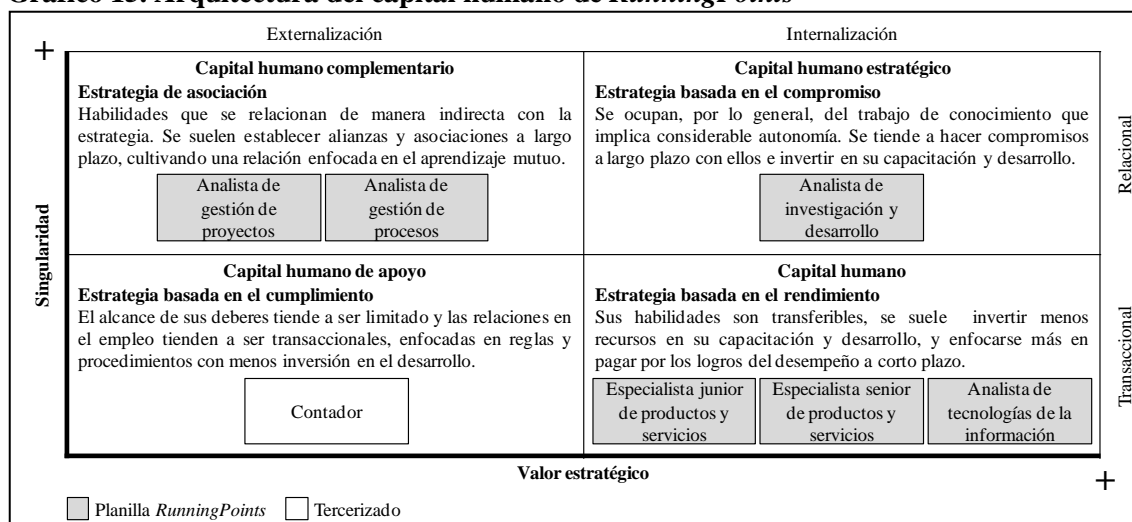 Gráfico 13. Arquitectura del capital humano de RunningPoints
Externalización
Internalización
+
Capital humano complementario
Estrategia de asociación
Habilidades que se relacionan de manera indirecta con la
estrategia. Se suelen establecer alianzas y asociaciones a largo
plazo, cultivando una relación enfocada en el aprendizaje mutuo.
Analista de
gestión de
proyectos
Analista de
gestión de
procesos
Capital humano estratégico
Estrategia basada en el compromiso
Se ocupan, por lo general, del trabajo de conocimiento que
implica considerable autonomía. Se tiende a hacer compromisos
a largo plazo con ellos e invertir en su capacitación y desarrollo.
Analista de
investigación y
desarrollo
Relacional
Singularidad
Capital humano de apoyo
Estrategia basada en el cumplimiento
El alcance de sus deberes tiende a ser limitado y las relaciones en
el empleo tienden a ser transaccionales, enfocadas en reglas y
procedimientos con menos inversión en el desarrollo.
Contador
Capital humano
Estrategia basada en el rendimiento
Sus habilidades son transferibles, se suele invertir menos
recursos en su capacitación y desarrollo, y enfocarse más en
pagar por los logros del desempeño a corto plazo.
Especialista junior
de productos y
servicios
Especialista senior
de productos y
servicios
Analista de
tecnologías de la
información
Transaccional
Valor estratégico
+
Planilla RunningPoints
Tercerizado